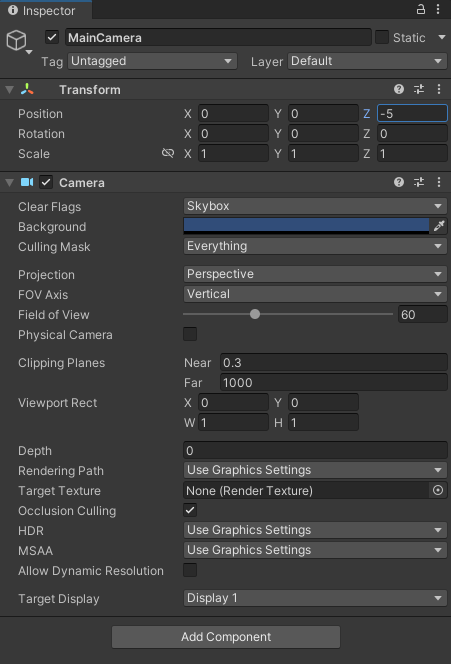 Inspector
MainCamera Static
Tag Untagged Layer Default
Transform
Position X 0 Y 0 Z -5
Rotation X 0 Y 0 Z 0
Scale X 1 Y 1 Z 1
Camera
Clear Flags Skybox
Background
Culling Mask Everything
Projection Perspective
FOV Axis Vertical
Field of View 60
Physical Camera
Clipping Planes Near 0.3
Far 1000
Viewport Rect X 0 Y 0
W 1 H 1
Depth 0
Rendering Path Use Graphics Settings
Target Texture None (Render Texture)
Occlusion Culling
HDR Use Graphics Settings
MSAA Use Graphics Settings
Allow Dynamic Resolution
Target Display Display 1
Add Component